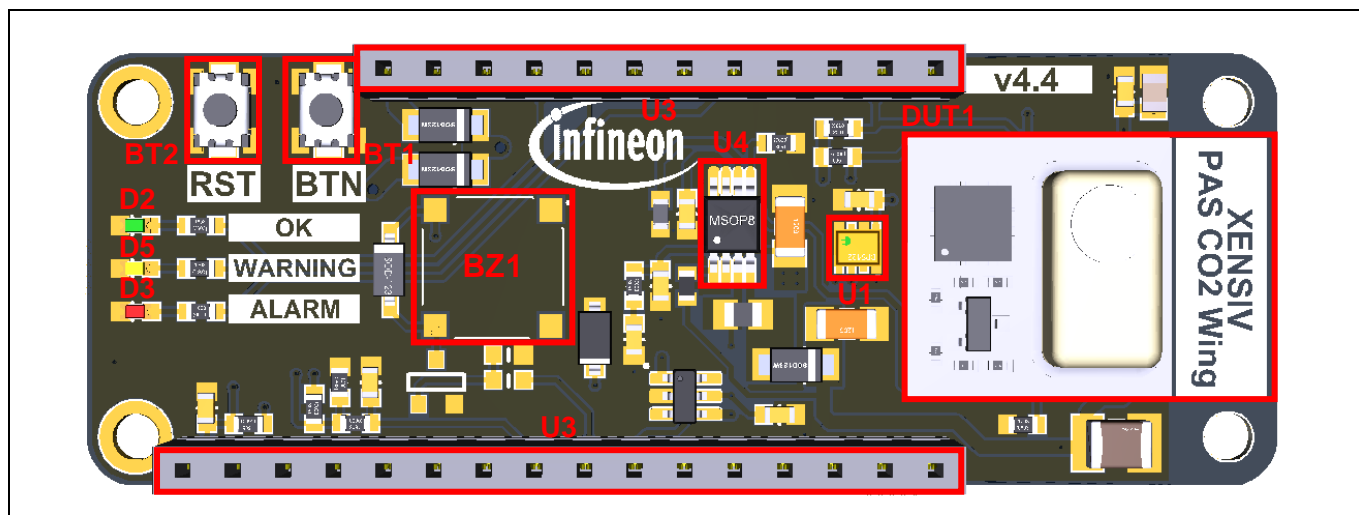 v4.4
U3
DUT1
infineon
U4
BT2
BT1
RST
BTN
MSOP8
D2
OK
D5
WARNING
BZ1
D3
ALARM
U1
XENSIV
PAS CO2 Wing
U3